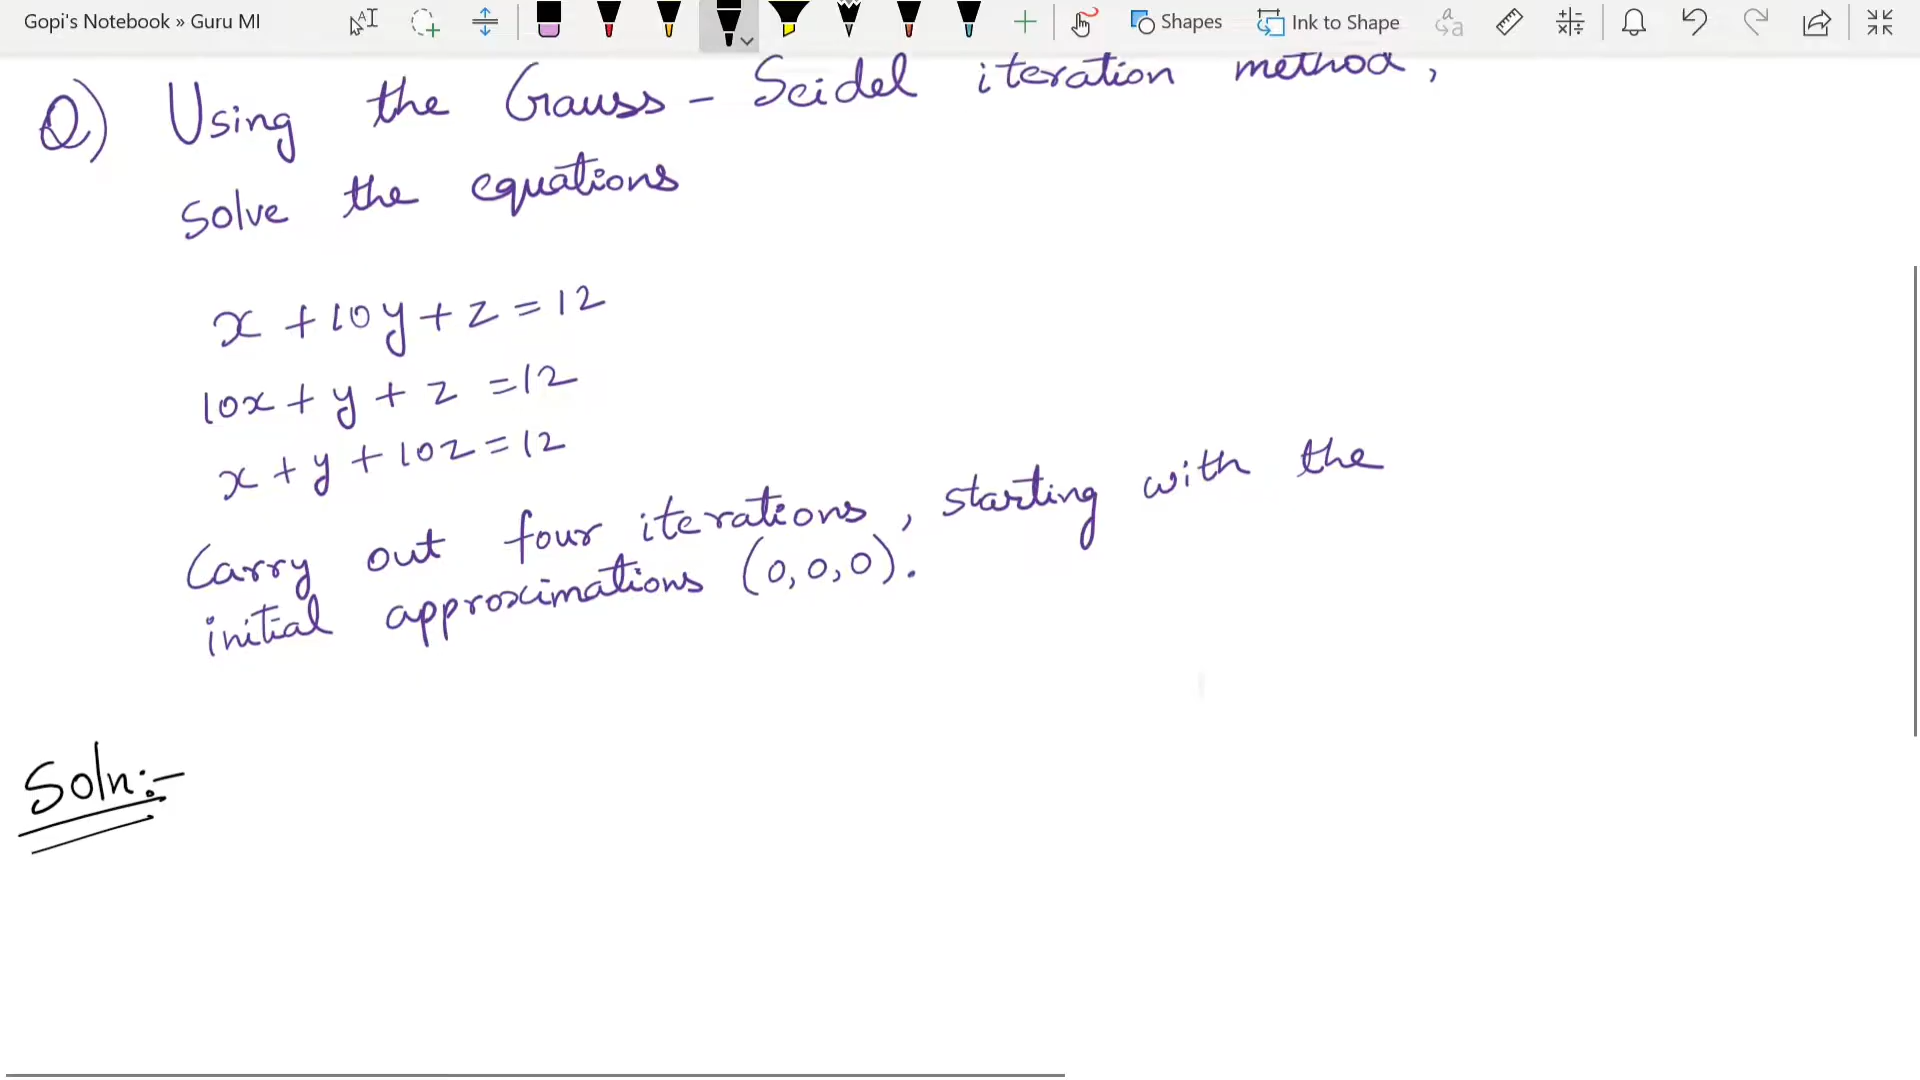 Gopi's Notebook » Guru MI
Shapes
Ink to Shape
Q) Using the Gauss - Seidel iteration method,
solve the equations
x + 10y + z = 12
10x + y + z = 12
x + y + 10z = 12
Carry out four iterations, starting with the
initial approximations (0,0,0).
Soln:-